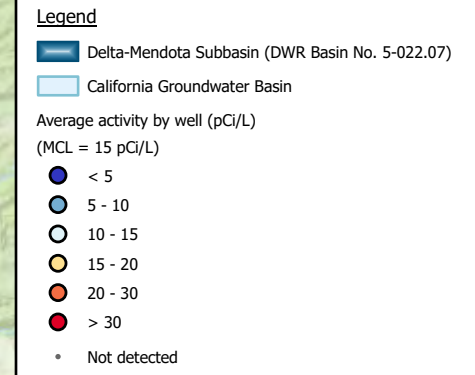 Legend
Delta-Mendota Subbasin (DWR Basin No. 5-022.07)
California Groundwater Basin
Average activity by well (pCi/L)
(MCL = 15 pCi/L)
< 5
5 - 10
10 - 15
15 - 20
20 - 30
> 30
Not detected